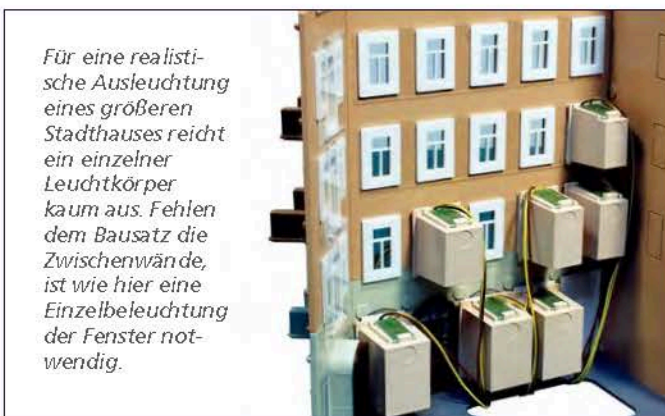 Für eine realisti-
sche Ausleuchtung
eines größeren
Stadthauses reicht
ein einzelner
Leuchtkörper
kaum aus. Fehlen
dem Bausatz die
Zwischenwände,
ist wie hier eine
Einzelbeleuchtung
der Fenster not-
wendig.